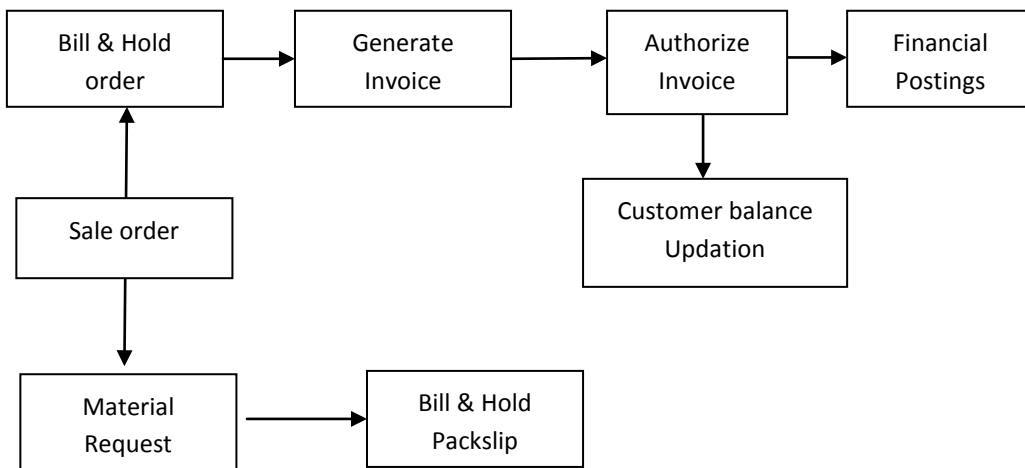 Bill & Hold
order
Generate
Invoice
Authorize
Invoice
Financial
Postings
Sale order
Customer balance
Updation
Material
Request
Bill & Hold
Packslip